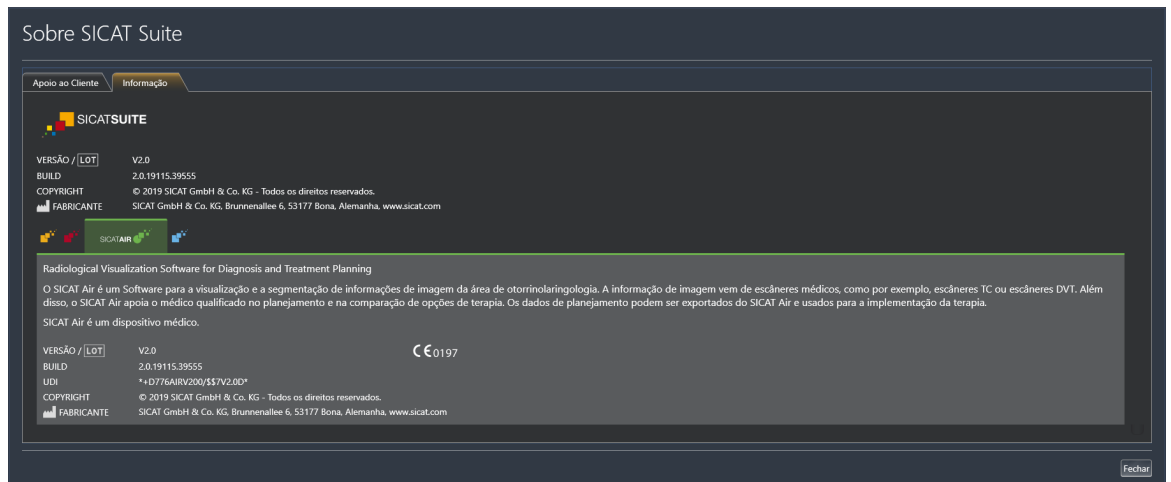 Sobre SICAT Suite
Apoio ao Cliente
Informação
SICATSUITE
VERSÃO / LOT V2.0
BUILD 2.0.19115.39555
COPYRIGHT © 2019 SICAT GmbH & Co. KG - Todos os direitos reservados.
FABRICANTE SICAT GmbH & Co. KG, Brunnenallee 6, 53177 Bona, Alemanha, www.sicat.com
SICATAIR
Radiological Visualization Software for Diagnosis and Treatment Planning
O SICAT Air é um Software para a visualização e a segmentação de informações de imagem da área de otorrinolaringologia. A informação de imagem vem de escâneres médicos, como por exemplo, escâneres TC ou escâneres DVT. Além
disso, o SICAT Air apoia o médico qualificado no planejamento e na comparação de opções de terapia. Os dados de planejamento podem ser exportados do SICAT Air e usados para a implementação da terapia.
SICAT Air é um dispositivo médico.
VERSÃO / LOT V2.0 CE0197
BUILD 2.0.19115.39555
UDI *+D776AIRV200/$$7V2.0D*
COPYRIGHT © 2019 SICAT GmbH & Co. KG - Todos os direitos reservados.
FABRICANTE SICAT GmbH & Co. KG, Brunnenallee 6, 53177 Bona, Alemanha, www.sicat.com
Fechar